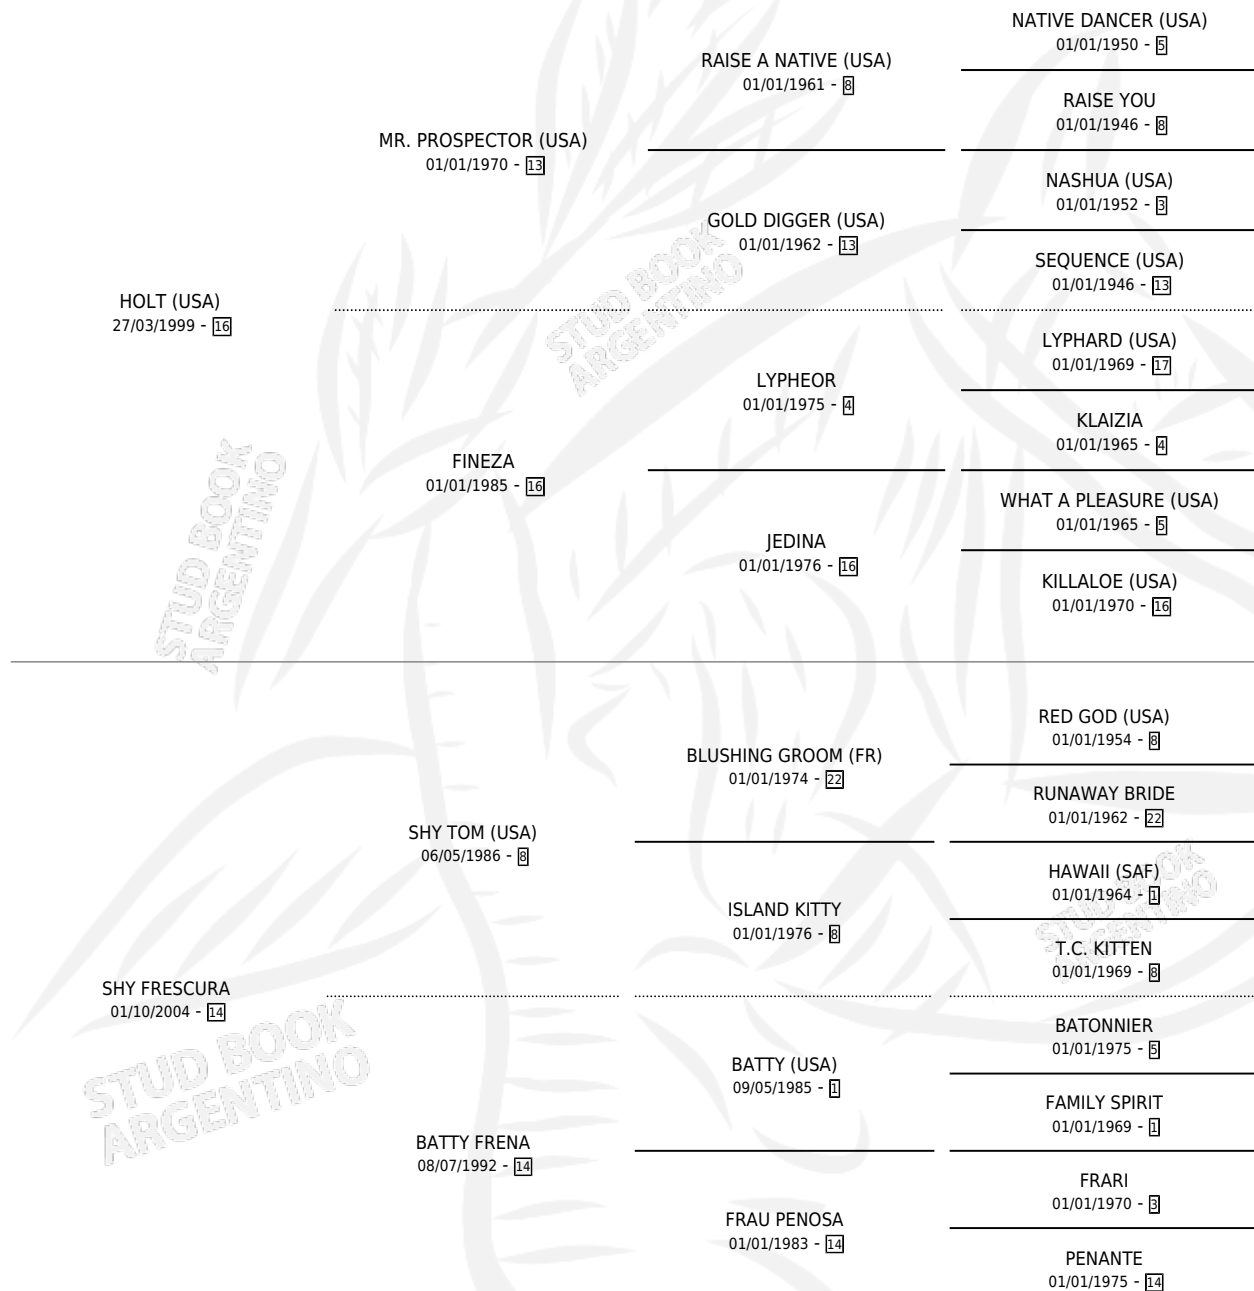 NATIVE DANCER (USA)
01/01/1950 - 5
RAISE A NATIVE (USA)
01/01/1961 - 8
RAISE YOU
01/01/1946 - 8
MR. PROSPECTOR (USA)
01/01/1970 - 13
NASHUA (USA)
01/01/1952 - 3
GOLD DIGGER (USA)
01/01/1962 - 13
SEQUENCE (USA)
01/01/1946 - 13
HOLT (USA)
27/03/1999 - 16
LYPHARD (USA)
01/01/1969 - 17
LYPHEOR
01/01/1975 - 4
KLAIZIA
01/01/1965 - 4
FINEZA
01/01/1985 - 16
WHAT A PLEASURE (USA)
01/01/1965 - 5
JEDINA
01/01/1976 - 16
KILLALOE (USA)
01/01/1970 - 16
RED GOD (USA)
01/01/1954 - 8
BLUSHING GROOM (FR)
01/01/1974 - 22
RUNAWAY BRIDE
01/01/1962 - 22
SHY TOM (USA)
06/05/1986 - 8
HAWAII (SAF)
01/01/1964 - 1
ISLAND KITTY
01/01/1976 - 8
T.C. KITTEN
01/01/1969 - 8
SHY FRESCURA
01/10/2004 - 14
BATONNIER
01/01/1975 - 5
BATTY (USA)
09/05/1985 - 1
FAMILY SPIRIT
01/01/1969 - 1
BATTY FRENA
08/07/1992 - 14
FRARI
01/01/1970 - 3
FRAU PENOSA
01/01/1983 - 14
PENANTE
01/01/1975 - 14
STUD BOOK
ARGENTINO
STUD BOOK
ARGENTINO
STUD BOOK
ARGENTINO
STUD BOOK
ARGENTINO